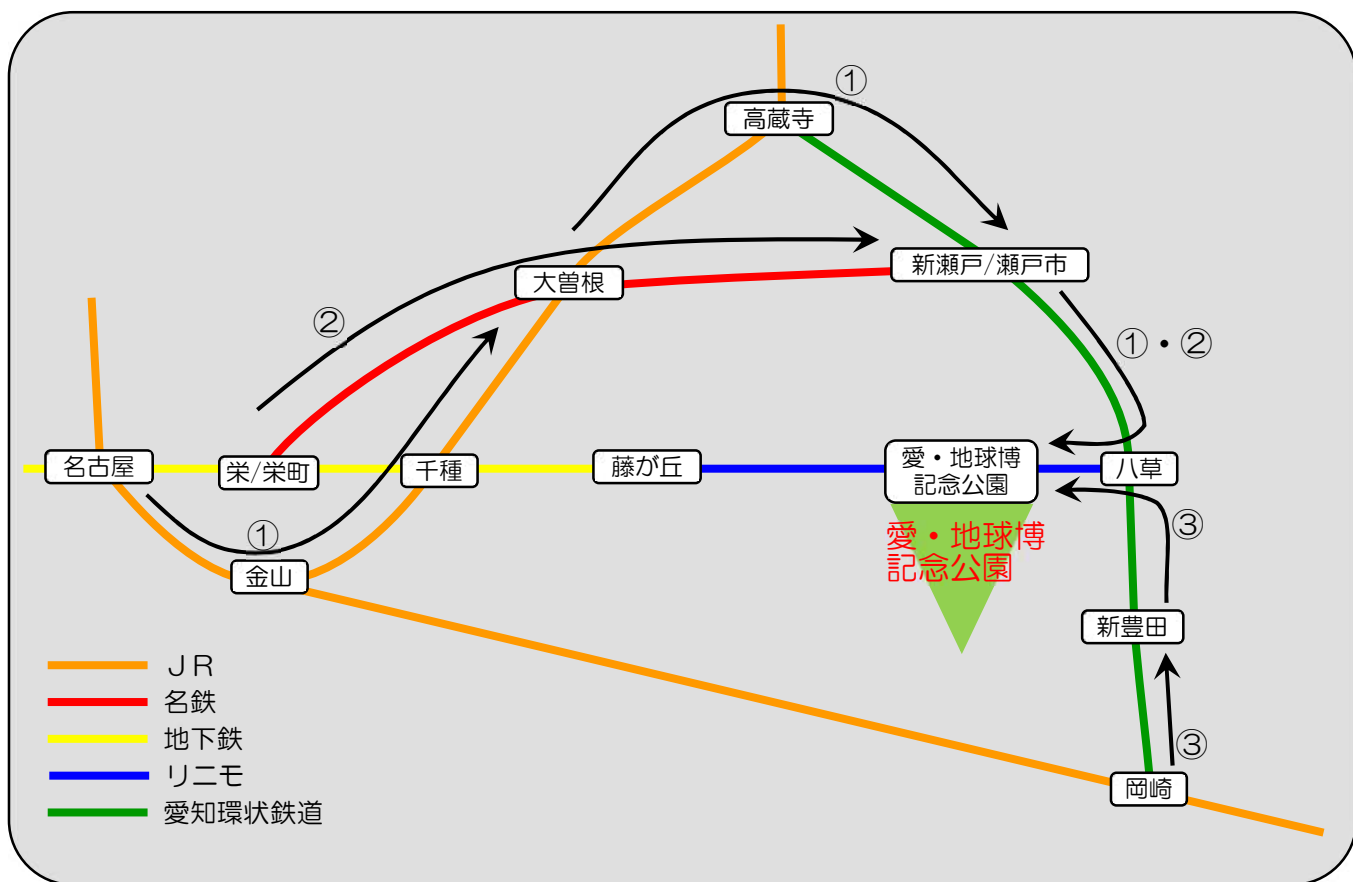 ①
高蔵寺
新瀬戸/瀬戸市
大曽根
②
①・②
名古屋
栄/栄町
千種
藤が丘
愛・地球博
記念公園
八草
①
金山
愛・地球博
記念公園
③
新豊田
③
岡崎
ＪＲ
名鉄
地下鉄
リニモ
愛知環状鉄道